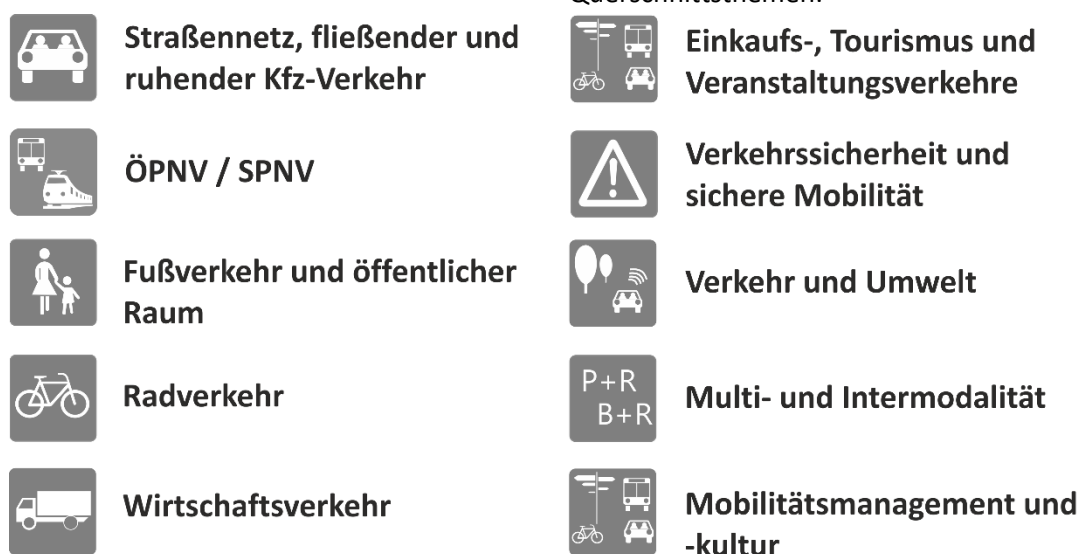 Straßennetz, fließender und
ruhender Kfz-Verkehr
ÖPNV / SPNV
Fußverkehr und öffentlicher
Raum
Radverkehr
Wirtschaftsverkehr
Querschnittsthemen:
Einkaufs-, Tourismus und
Veranstaltungsverkehre
Verkehrssicherheit und
sichere Mobilität
Verkehr und Umwelt
P+R
B+R
Multi- und Intermodalität
Mobilitätsmanagement und
-kultur